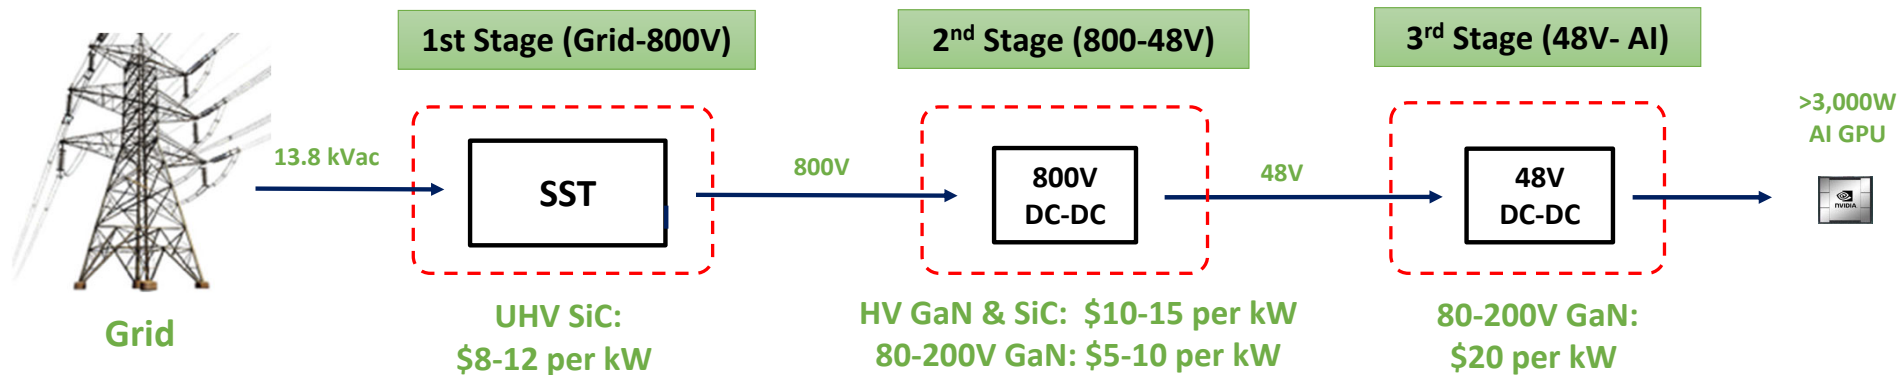 1st Stage (Grid-800V)
2nd Stage (800-48V)
3rd Stage (48V- AI)
>3,000W
AI GPU
13.8 kVac
SST
800V
800V
DC-DC
48V
48V
DC-DC
NVIDIA
Grid
UHV SiC:
$8-12 per kW
HV GaN & SiC:  $10-15 per kW
80-200V GaN: $5-10 per kW
80-200V GaN:
$20 per kW